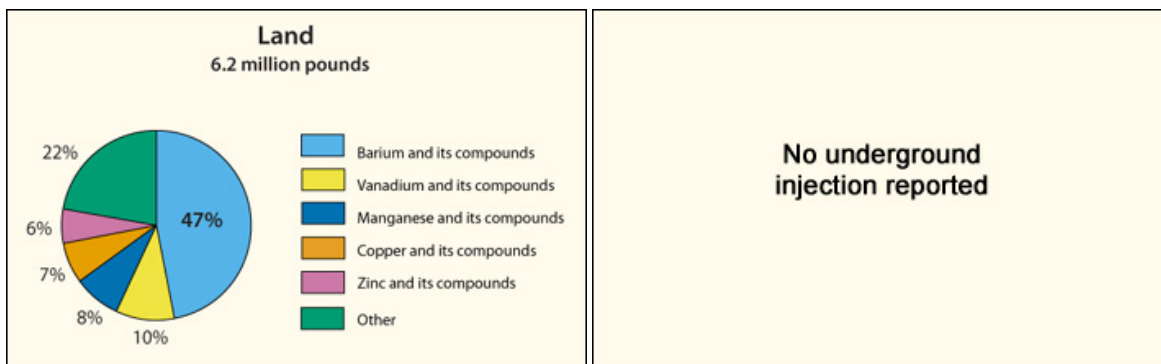 Land
6.2 million pounds
22%
6%
7%
8%
10%
47%
Barium and its compounds
Vanadium and its compounds
Manganese and its compounds
Copper and its compounds
Zinc and its compounds
Other
No underground
injection reported